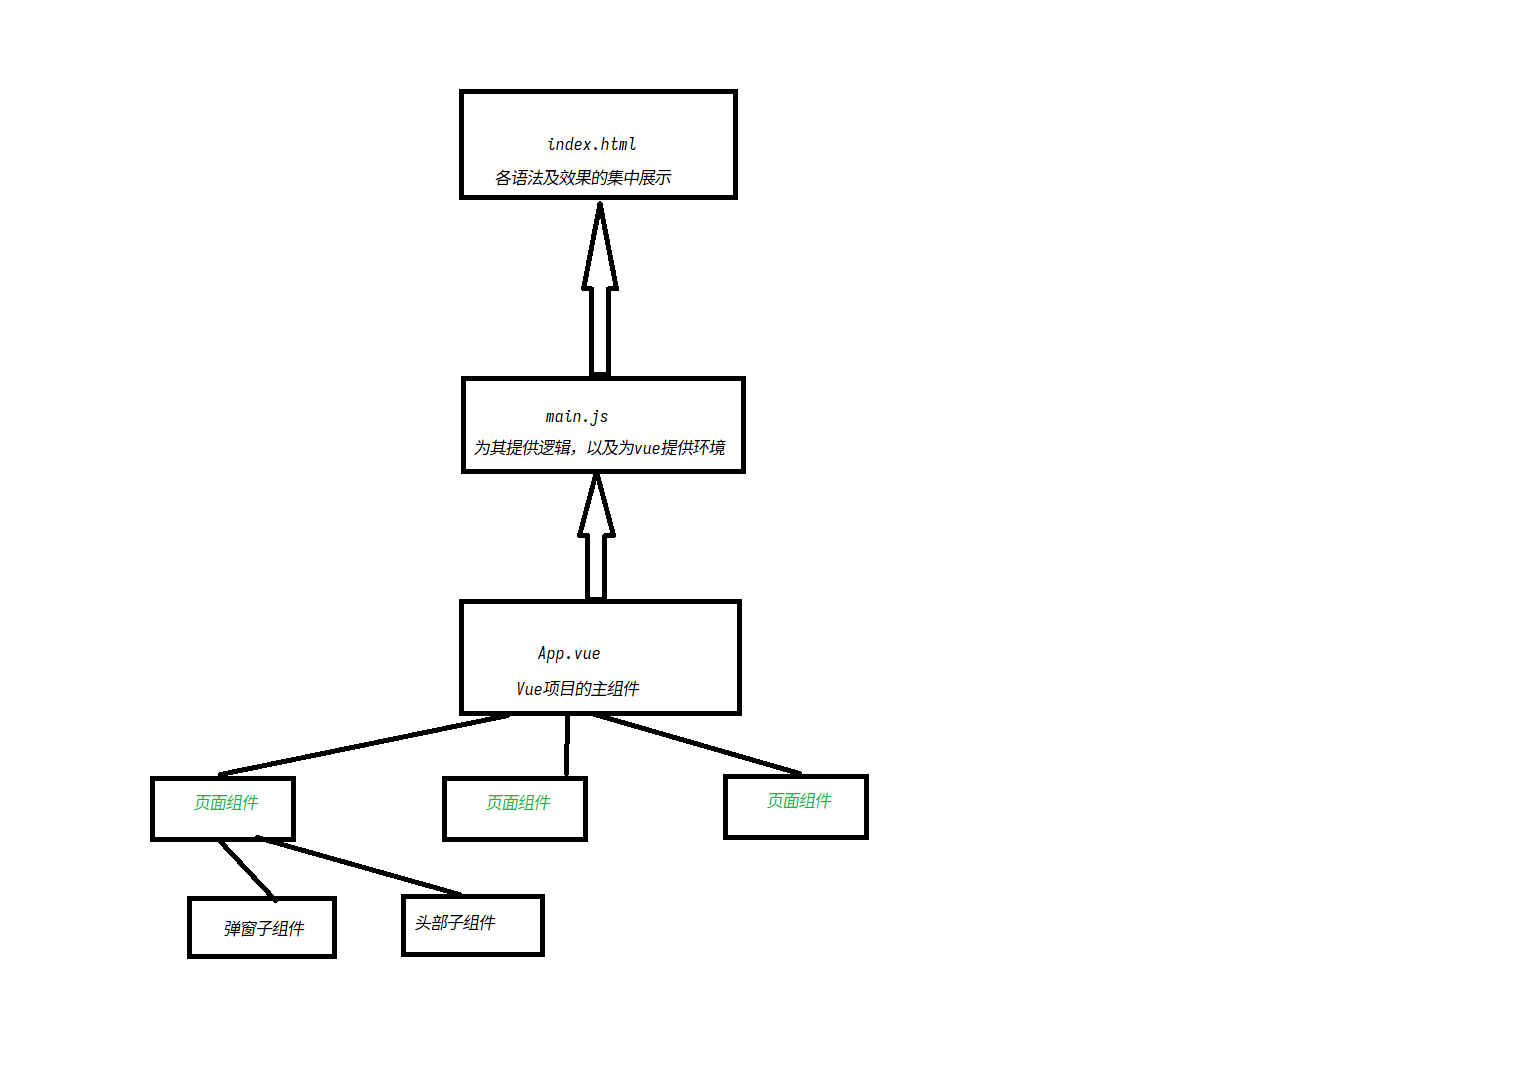 index.html
各语法及效果的集中展示
main.js
为其提供逻辑，以及为vue提供环境
App.vue
Vue项目的主组件
页面组件
页面组件
页面组件
弹窗子组件
头部子组件